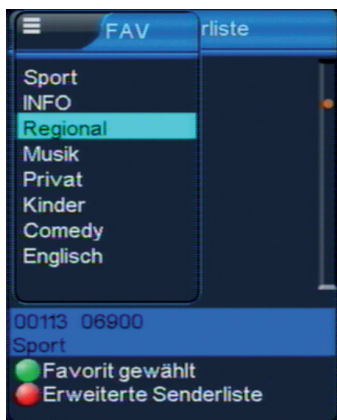 FAV rliste
Sport
INFO
Regional
Musik
Privat
Kinder
Comedy
Englisch
00113 06900
Sport
Favorit gewählt
Erweiterte Senderliste